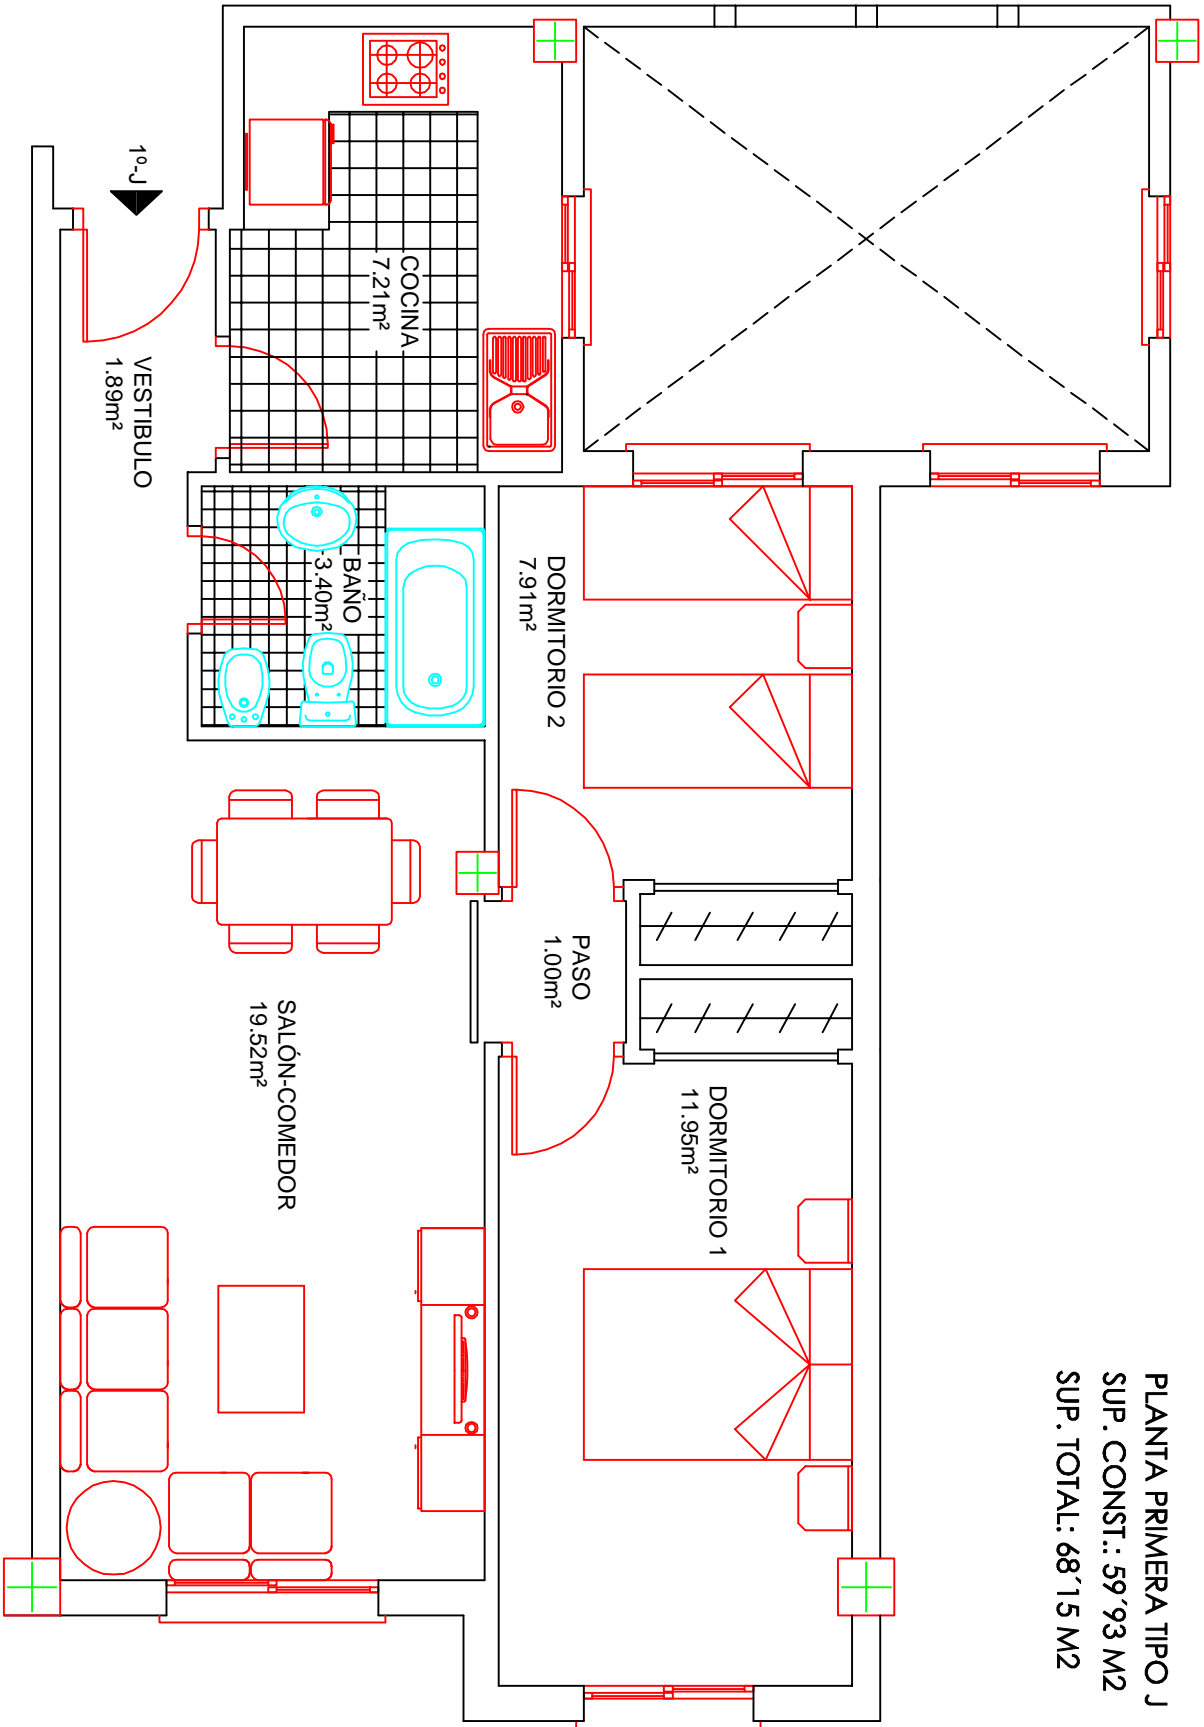 PLANTA PRIMERA TIPO J
SUP. CONST.: 59´93 M2
SUP. TOTAL: 68´15 M2
COCINA
7.21m²
1º-J
VESTIBULO
1.89m²
BAÑO
3.40m²
DORMITORIO 2
7.91m²
PASO
1.00m²
SALÓN-COMEDOR
19.52m²
DORMITORIO 1
11.95m²